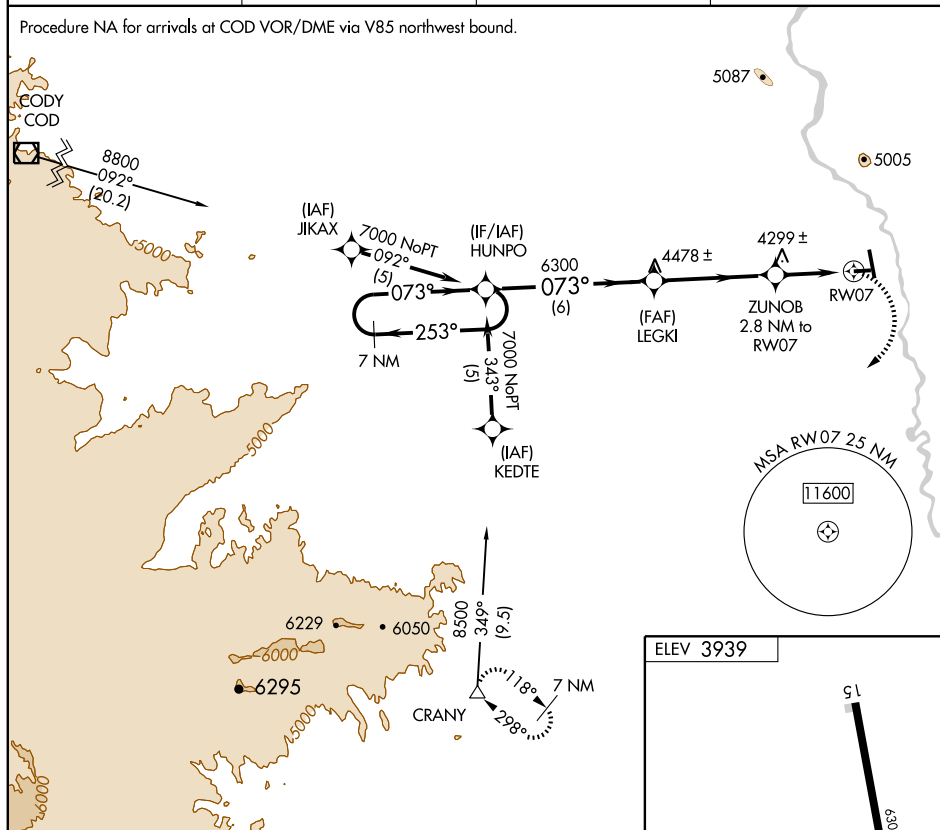 Procedure NA for arrivals at COD VOR/DME via V85 northwest bound.
5087
CODY
COD
8800
092°
(20.2)
5005
5000
(IAF)
JIKAX
7000 NoPT
092°
(5)
(IF/IAF)
HUNPO
6300
073°
(6)
4478 ±
4299 ±
073°
253°
7 NM
(FAF)
LEGKI
ZUNOB
2.8 NM to
RW07
RW07
7000 NoPT
343°
(5)
(IAF)
KEDTE
5000
MSA RW07 25 NM
11600
8500
349°
(9.5)
6229
6050
6000
6295
5000
CRANY
118°
298°
7 NM
6000
ELEV 3939
15